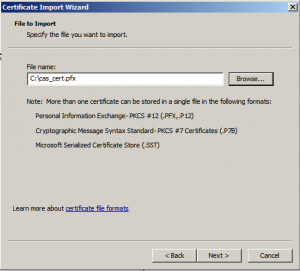 Certificate Import Wizard
File to Import
Specify the file you want to import.
File name:
C:\cas_cert.pfx
Browse...
Note: More than one certificate can be stored in a single file in the following formats:
Personal Information Exchange- PKCS #12 (.PFX,.P12)
Cryptographic Message Syntax Standard- PKCS #7 Certificates (.P7B)
Microsoft Serialized Certificate Store (.SST)
Learn more about certificate file formats
< Back Next > Cancel